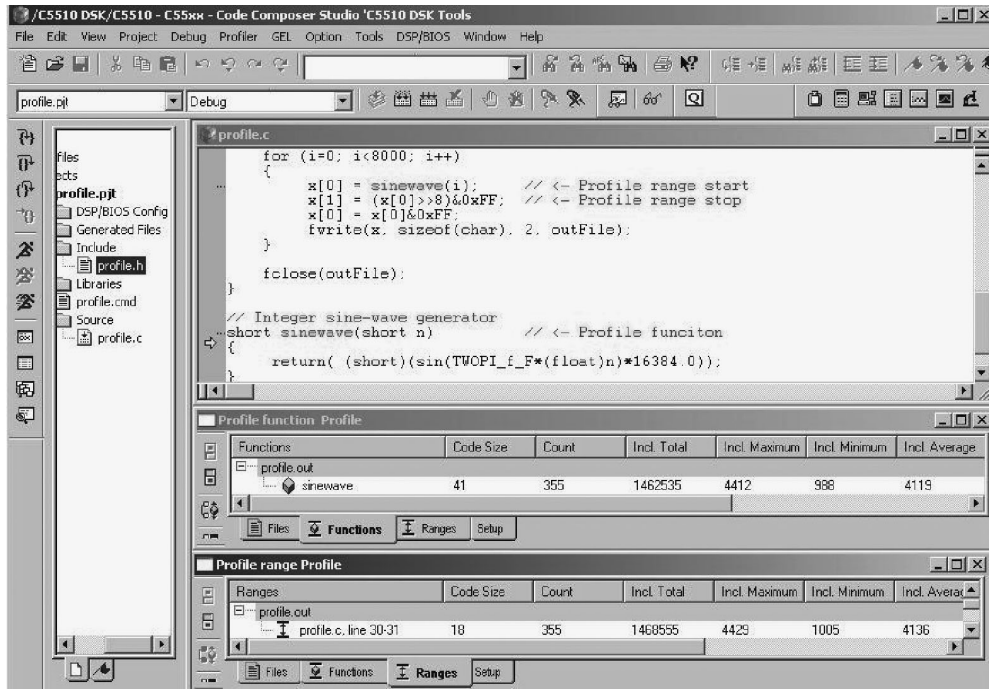 /C5510 DSK/C5510 - C55xx - Code Composer Studio 'C5510 DSK Tools
File Edit View Project Debug Profiler GEL Option Tools DSP/BIOS Window Help
profile.pjt Debug
files
ects
profile.pjt
DSP/BIOS Config
Generated Files
Include
profile.h
Libraries
profile.cmd
Source
profile.c
profile.c
for (i=0; i<8000; i++)
{
x[0] = sinewave(i); // <- Profile range start
x[1] = (x[0]>>8)&0xFF; // <- Profile range stop
x[0] = x[0]&0xFF;
fwrite(x, sizeof(char), 2, outFile);
}
fclose(outFile);
}
// Integer sine-wave generator
short sinewave(short n) // <- Profile funciton
{
return( (short)(sin(TWOPI_f_F*(float)n)*16384.0));
}
Profile function Profile
Functions Code Size Count Incl. Total Incl. Maximum Incl. Minimum Incl. Average
profile.out
sinewave 41 355 1462535 4412 988 4119
Files Functions Ranges Setup
Profile range Profile
Ranges Code Size Count Incl. Total Incl. Maximum Incl. Minimum Incl. Averag
profile.out
profile.c, line 30-31 18 355 1468555 4429 1005 4136
Files Functions Ranges Setup